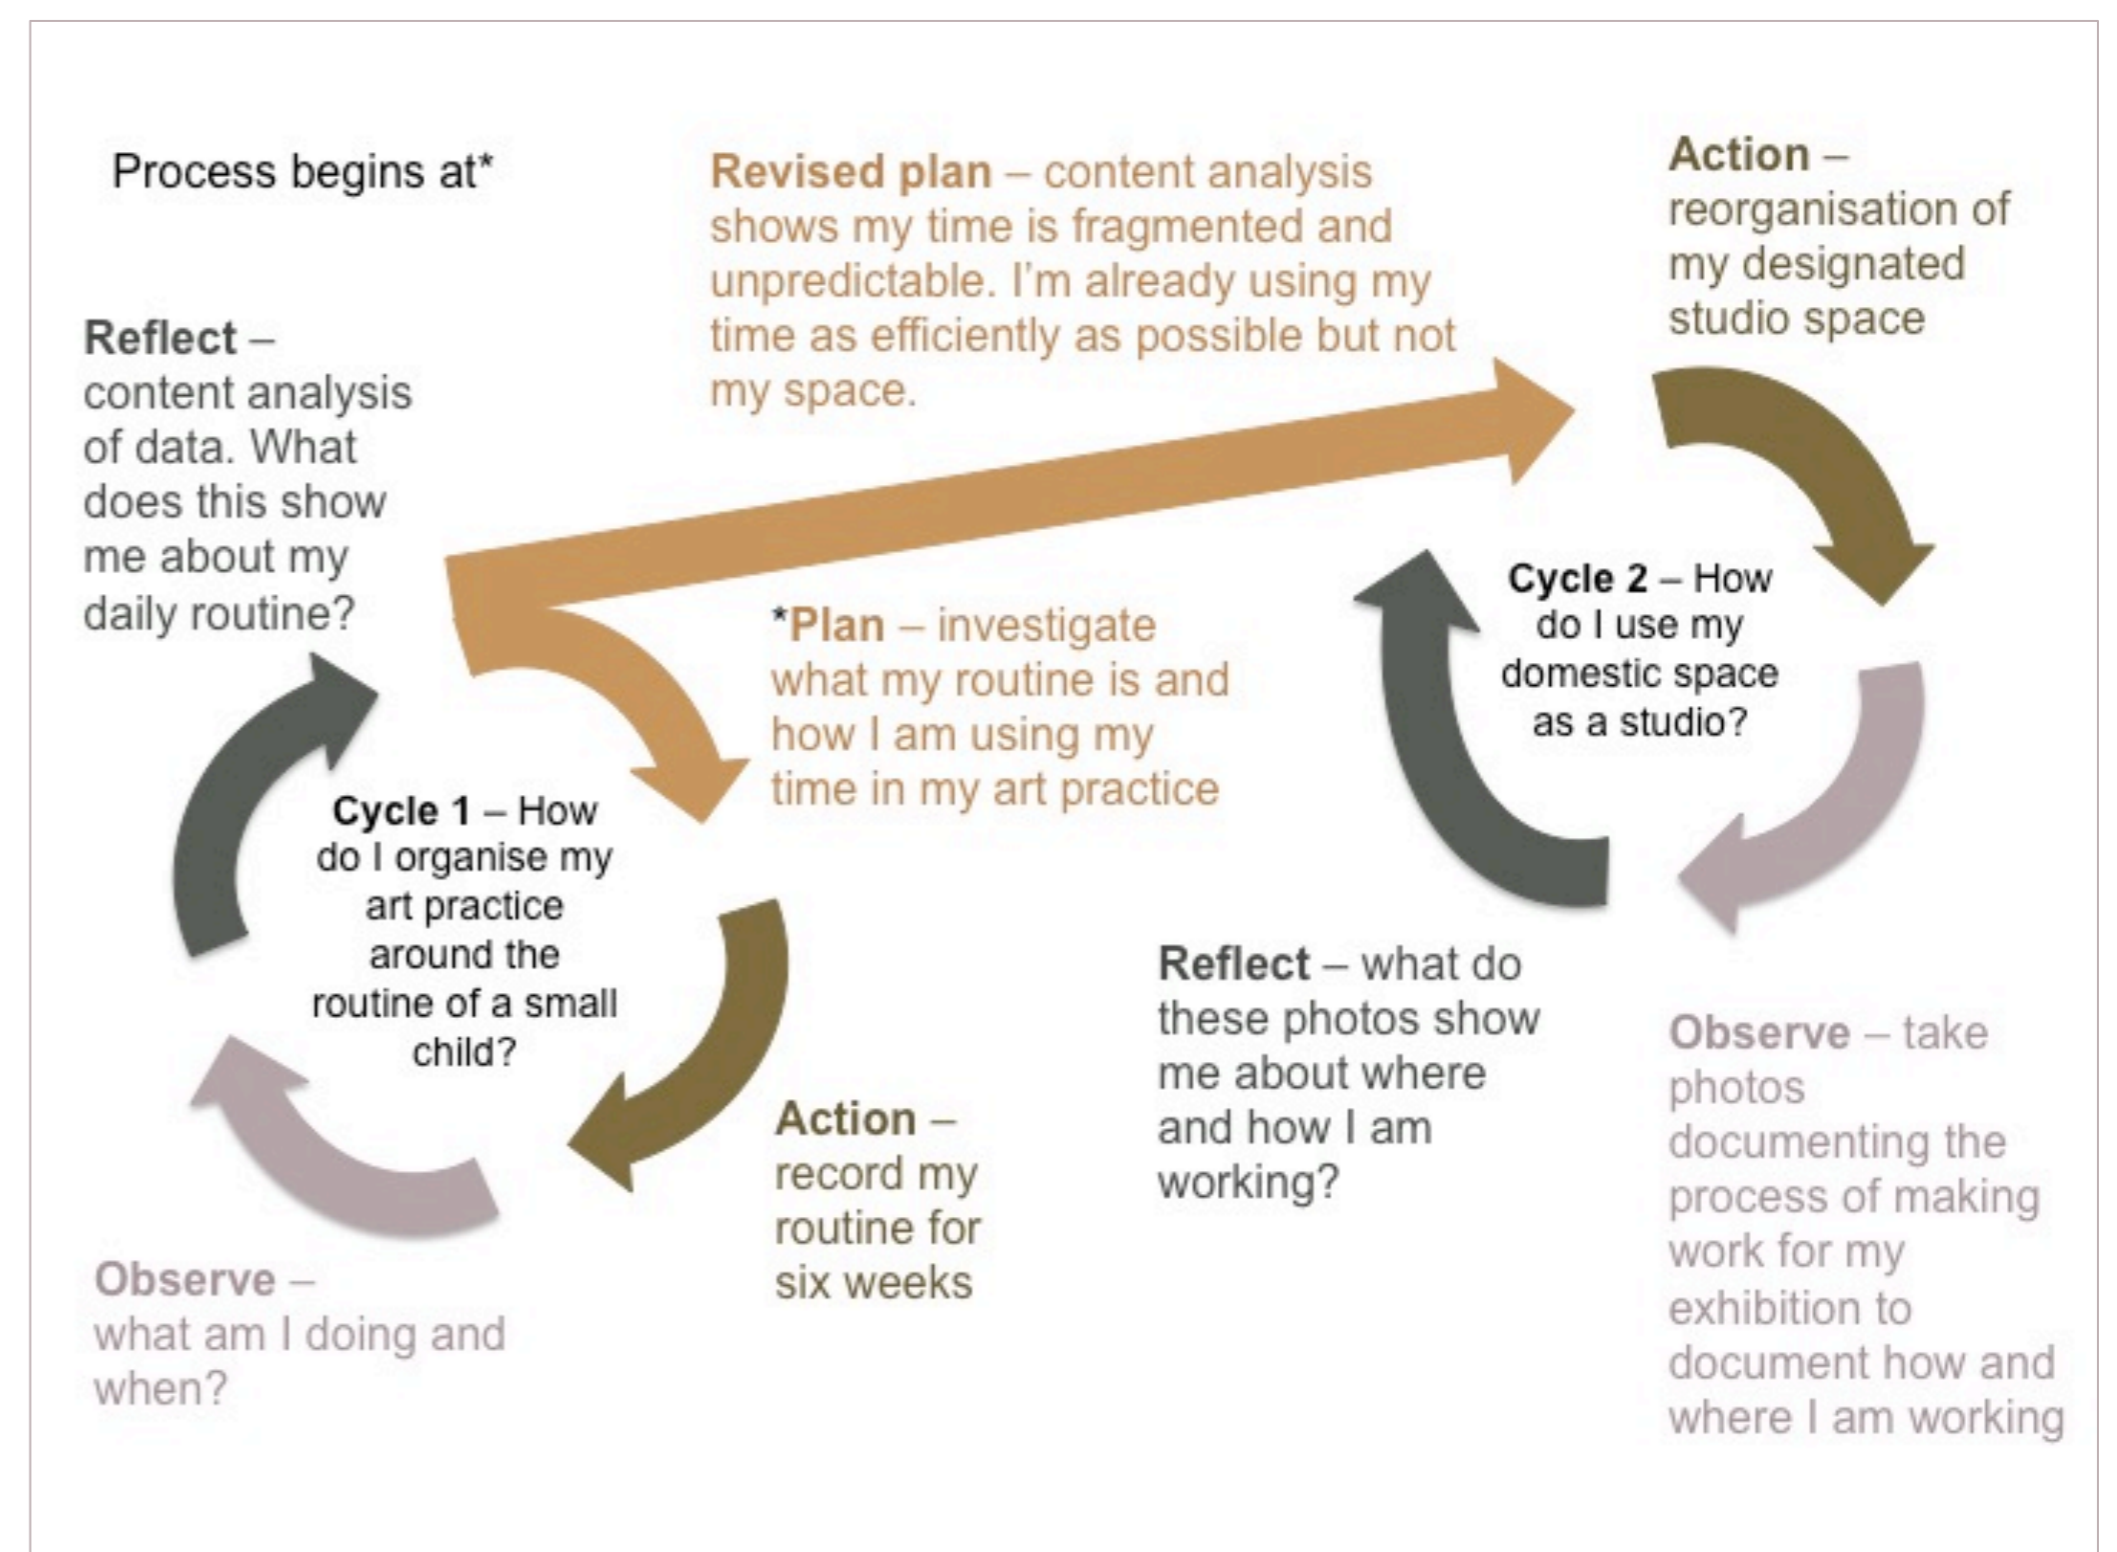 Process begins at*
Reflect –
content analysis
of data. What
does this show
me about my
daily routine?
Revised plan – content analysis
shows my time is fragmented and
unpredictable. I'm already using my
time as efficiently as possible but not
my space.
*Plan – investigate
what my routine is and
how I am using my
time in my art practice
Cycle 1 – How
do I organise my
art practice
around the
routine of a small
child?
Action –
record my
routine for
six weeks
Observe –
what am I doing and
when?
Action –
reorganisation of
my designated
studio space
Cycle 2 – How
do I use my
domestic space
as a studio?
Observe – take
photos
documenting the
process of making
work for my
exhibition to
document how and
where I am working
Reflect – what do
these photos show
me about where
and how I am
working?